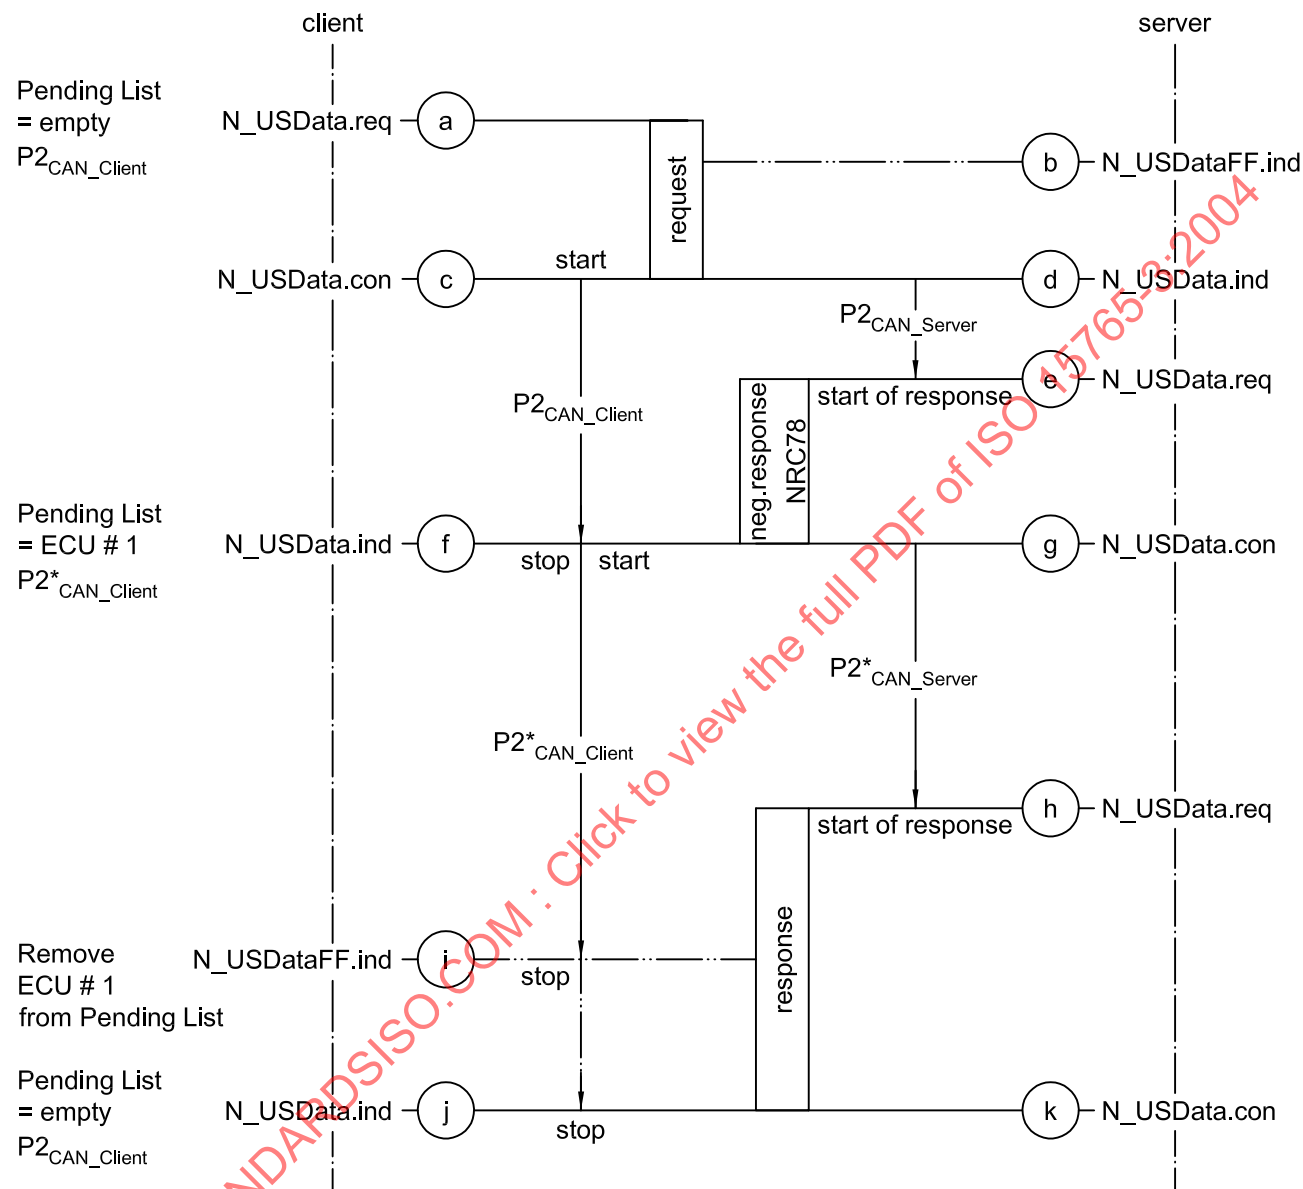 client
server
Pending List
= empty
P2CAN_Client
N_USData.req
a
request
b
N_USDataFF.ind
N_USData.con
c
start
d
N_USData.ind
P2CAN_Server
P2CAN_Client
neg.response
NRC78
start of response
e
N_USData.req
Pending List
= ECU # 1
P2*CAN_Client
N_USData.ind
f
stop
start
g
N_USData.con
P2*CAN_Server
P2*CAN_Client
start of response
h
N_USData.req
response
Remove
ECU # 1
from Pending List
N_USDataFF.ind
i
stop
Pending List
= empty
P2CAN_Client
N_USData.ind
j
stop
k
N_USData.con
NDARDSISO.COM : Click to view the full PDF of ISO 15765-3:2004